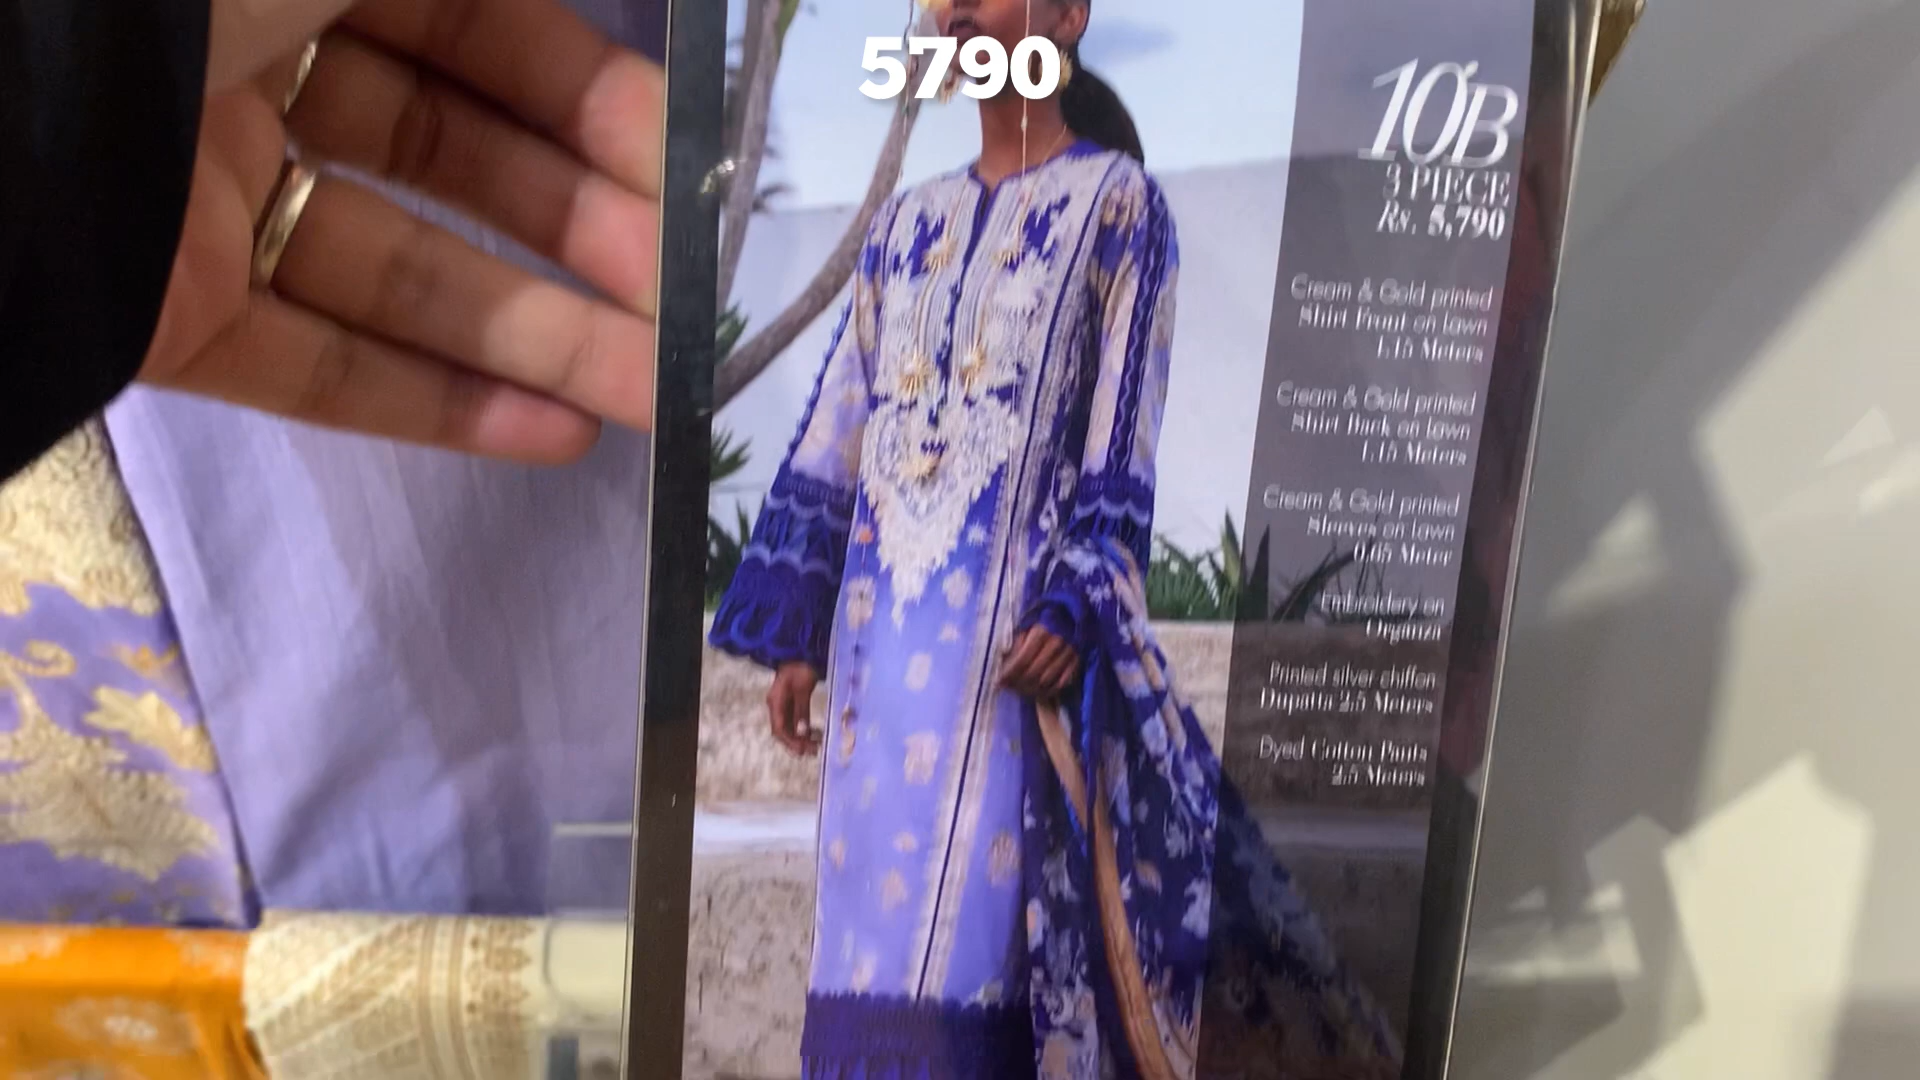 5790
10B
3 PIECE
Rs. 5,790
Cream & Gold printed
Shirt Front on Lawn
1.15 Meters
Cream & Gold printed
Shirt Back on Lawn
1.15 Meters
Cream & Gold printed
Sleeves on Lawn
0.65 Meter
Embroidery on
Organza
Printed silver chiffon
Dupatta 2.5 Meters
Dyed Cotton Pants
2.5 Meters